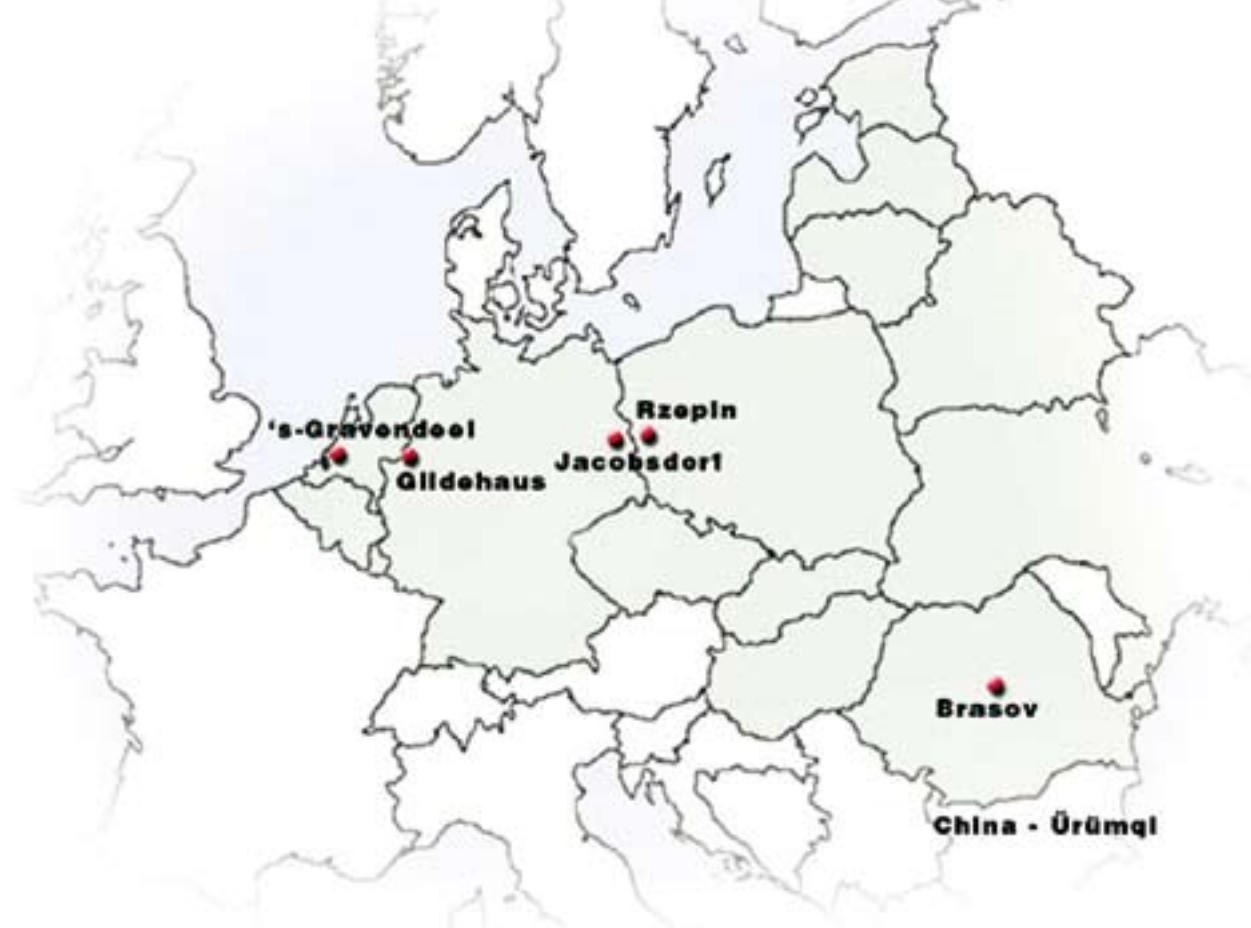 Rzepin
‘s-Gravendeel
Jacobsdorf
Gildehaus
Brasov
China - Ürümqi